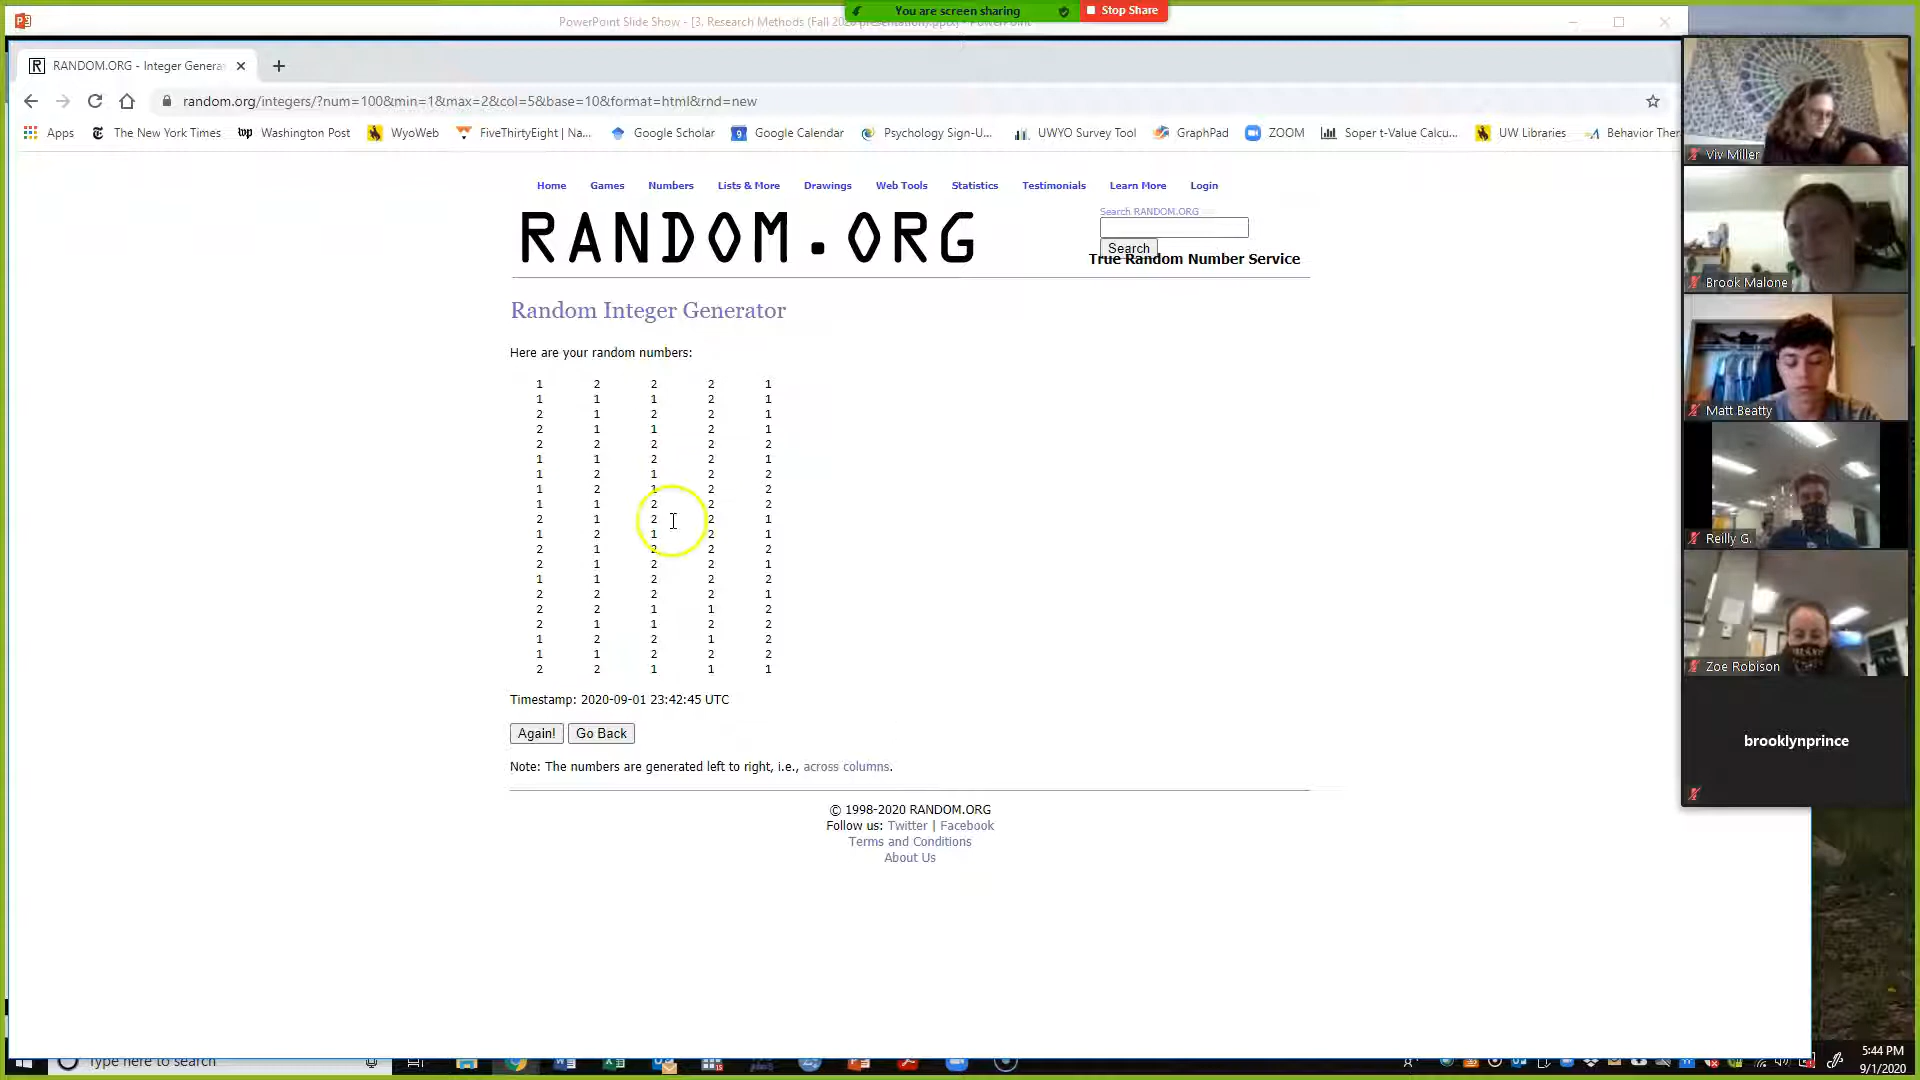 You are screen sharing
Stop Share
PowerPoint Slide Show - [3. Research Methods (Fall 2020 presentation).pptx] - PowerPoint
RANDOM.ORG - Integer Genera
random.org/integers/?num=100&min=1&max=2&col=5&base=10&format=html&rnd=new
Apps The New York Times Washington Post WyoWeb FiveThirtyEight | Na... Google Scholar Google Calendar Psychology Sign-U... UWYO Survey Tool GraphPad ZOOM Soper t-Value Calcu... UW Libraries Behavior Ther
Home Games Numbers Lists & More Drawings Web Tools Statistics Testimonials Learn More Login
RANDOM.ORG
Search RANDOM.ORG
Search
True Random Number Service
Random Integer Generator
Here are your random numbers:
1 2 2 2 1
1 1 1 2 1
2 1 2 2 1
2 1 1 2 1
2 2 2 2 2
1 1 2 2 1
1 2 1 2 2
1 2 1 2 2
1 1 2 2 2
2 1 2 2 1
1 2 1 2 1
2 1 2 2 2
2 1 2 2 1
1 1 2 2 2
2 2 2 2 1
2 2 1 1 2
2 1 1 2 2
1 2 2 1 2
1 1 2 2 2
2 2 1 1 1
Timestamp: 2020-09-01 23:42:45 UTC
Again! Go Back
Note: The numbers are generated left to right, i.e., across columns.
© 1998-2020 RANDOM.ORG
Follow us: Twitter | Facebook
Terms and Conditions
About Us
Viv Miller
Brook Malone
Matt Beatty
Reilly G.
Zoe Robison
brooklynprince
Type here to search
5:44 PM
9/1/2020